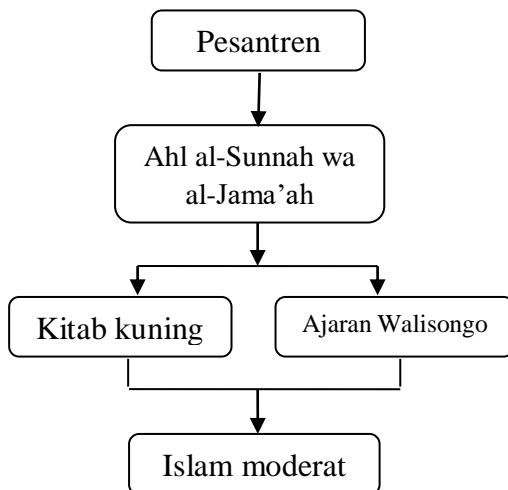 Pesantren
Ahl al-Sunnah wa
al-Jama’ah
Kitab kuning
Ajaran Walisongo
Islam moderat